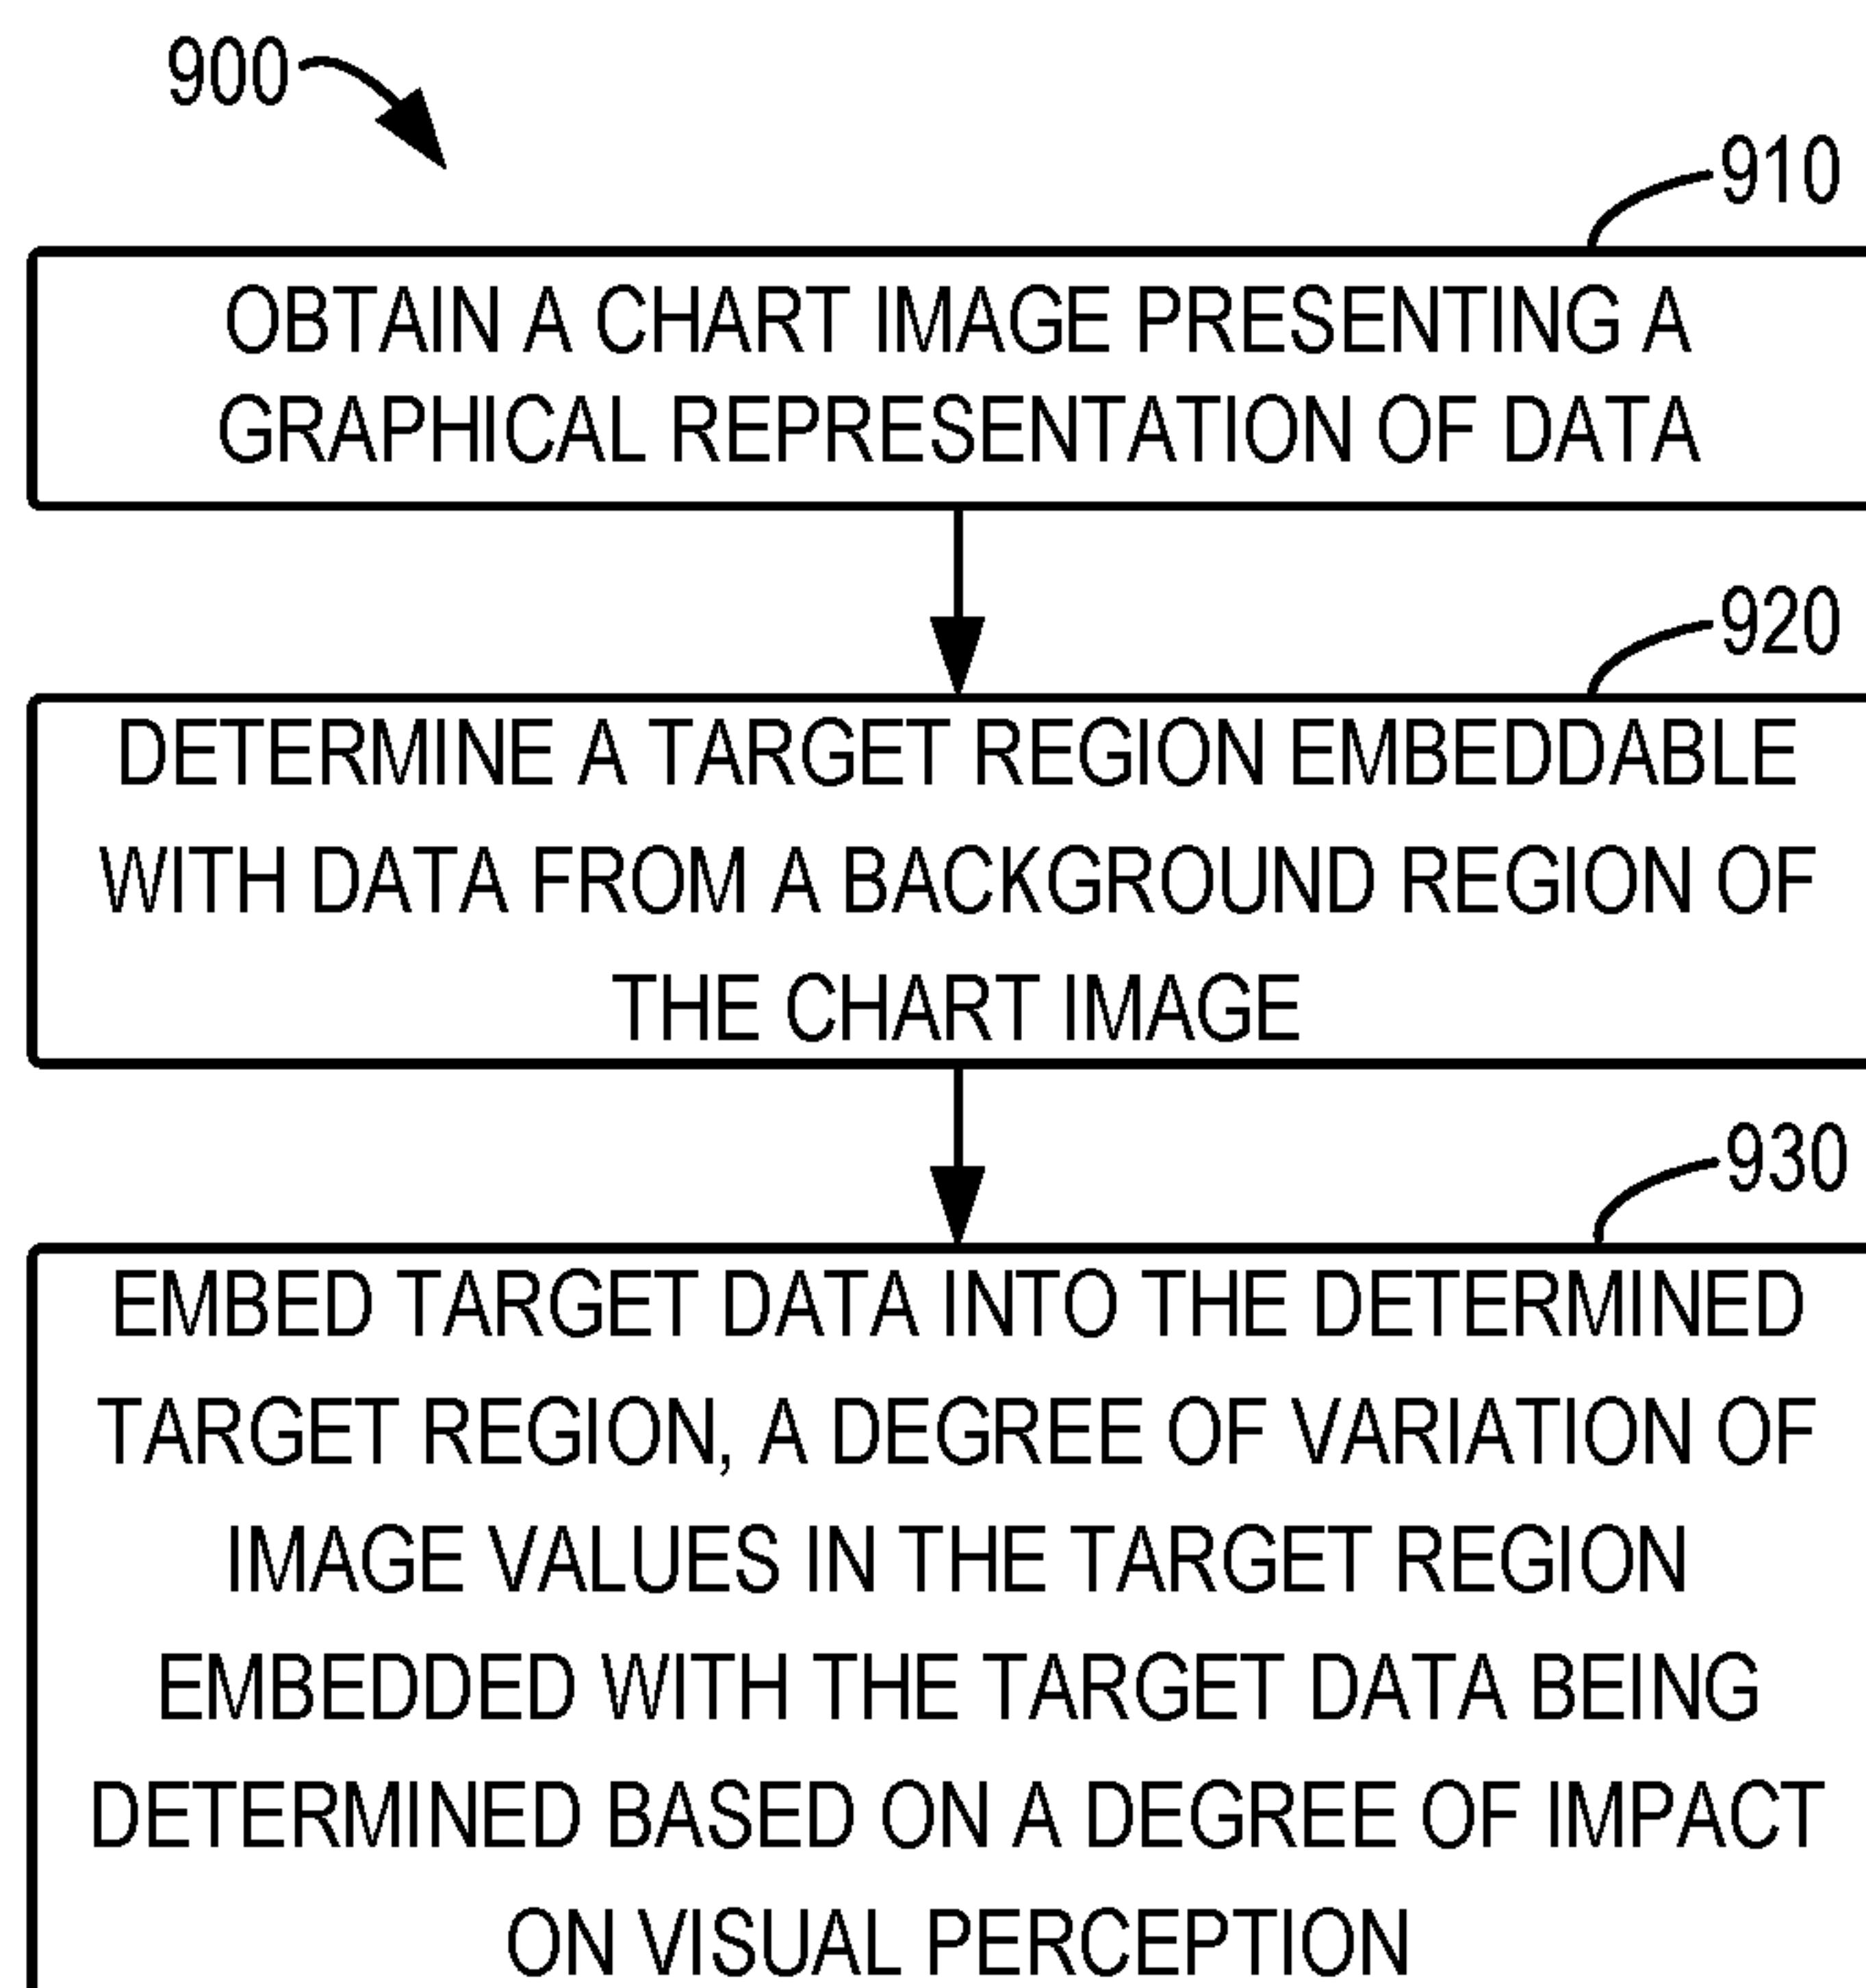 900
910
OBTAIN A CHART IMAGE PRESENTING A
GRAPHICAL REPRESENTATION OF DATA
920
DETERMINE A TARGET REGION EMBEDDABLE
WITH DATA FROM A BACKGROUND REGION OF
THE CHART IMAGE
930
EMBED TARGET DATA INTO THE DETERMINED
TARGET REGION, A DEGREE OF VARIATION OF
IMAGE VALUES IN THE TARGET REGION
EMBEDDED WITH THE TARGET DATA BEING
DETERMINED BASED ON A DEGREE OF IMPACT
ON VISUAL PERCEPTION